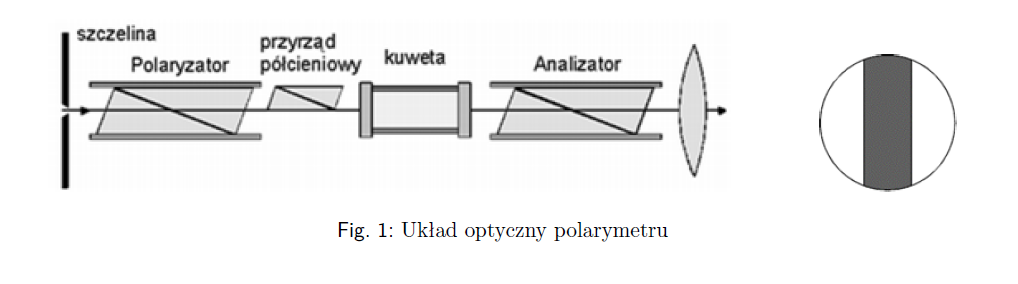 szczelina
Polaryzator
przyrząd
półcieniowy
kuweta
Analizator
Fig. 1: Układ optyczny polarymetru